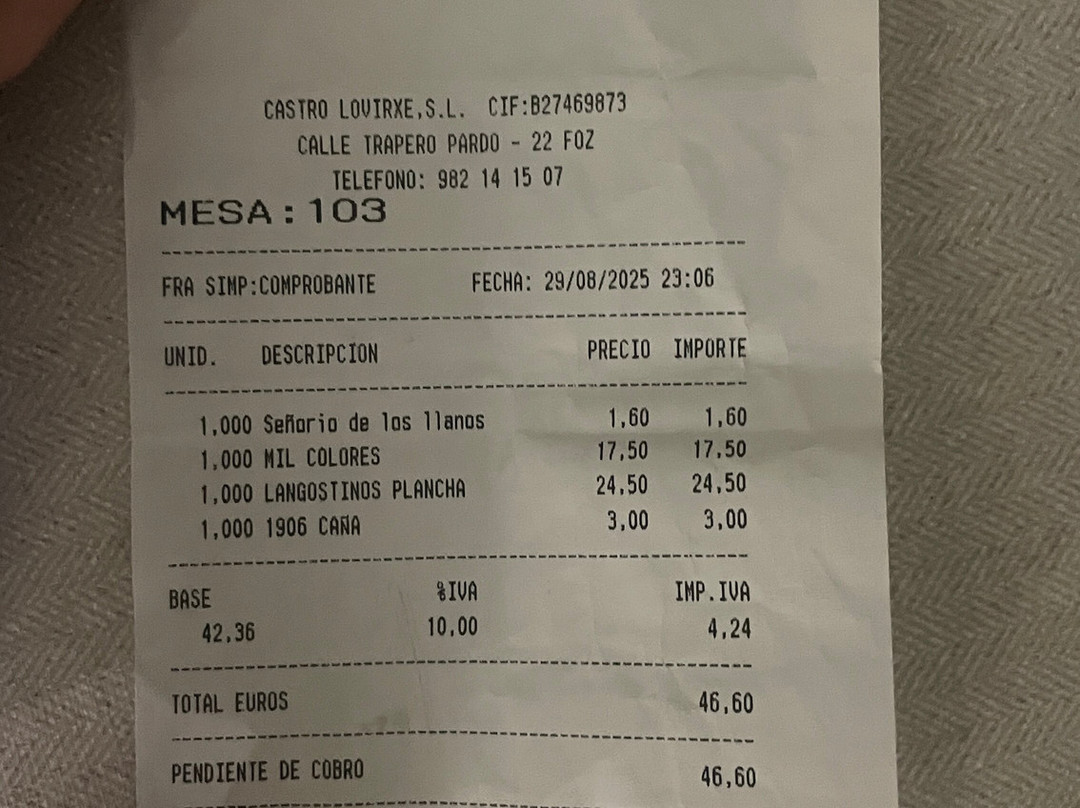 CASTRO LOVIRXE,S.L. CIF:B27469873
CALLE TRAPERO PARDO - 22 FOZ
TELEFONO: 982 14 15 07
MESA:103
FRA SIMP:COMPROBANTE FECHA: 29/08/2025 23:06
UNID. DESCRIPCION PRECIO IMPORTE
1,000 Señorio de los llanos 1,60 1,60
1,000 MIL COLORES 17,50 17,50
1,000 LANGOSTINOS PLANCHA 24,50 24,50
1,000 1906 CAÑA 3,00 3,00
BASE %IVA IMP.IVA
42,36 10,00 4,24
TOTAL EUROS 46,60
PENDIENTE DE COBRO 46,60